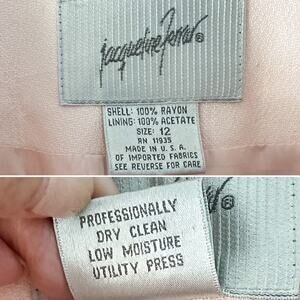 jacqueline Ferrar®
SHELL: 100% RAYON
LINING: 100% ACETATE
SIZE: 12
RN 11935
MADE IN U.S.A.
OF IMPORTED FABRICS
SEE REVERSE FOR CARE
®
PROFESSIONALLY
DRY CLEAN
LOW MOISTURE
UTILITY PRESS